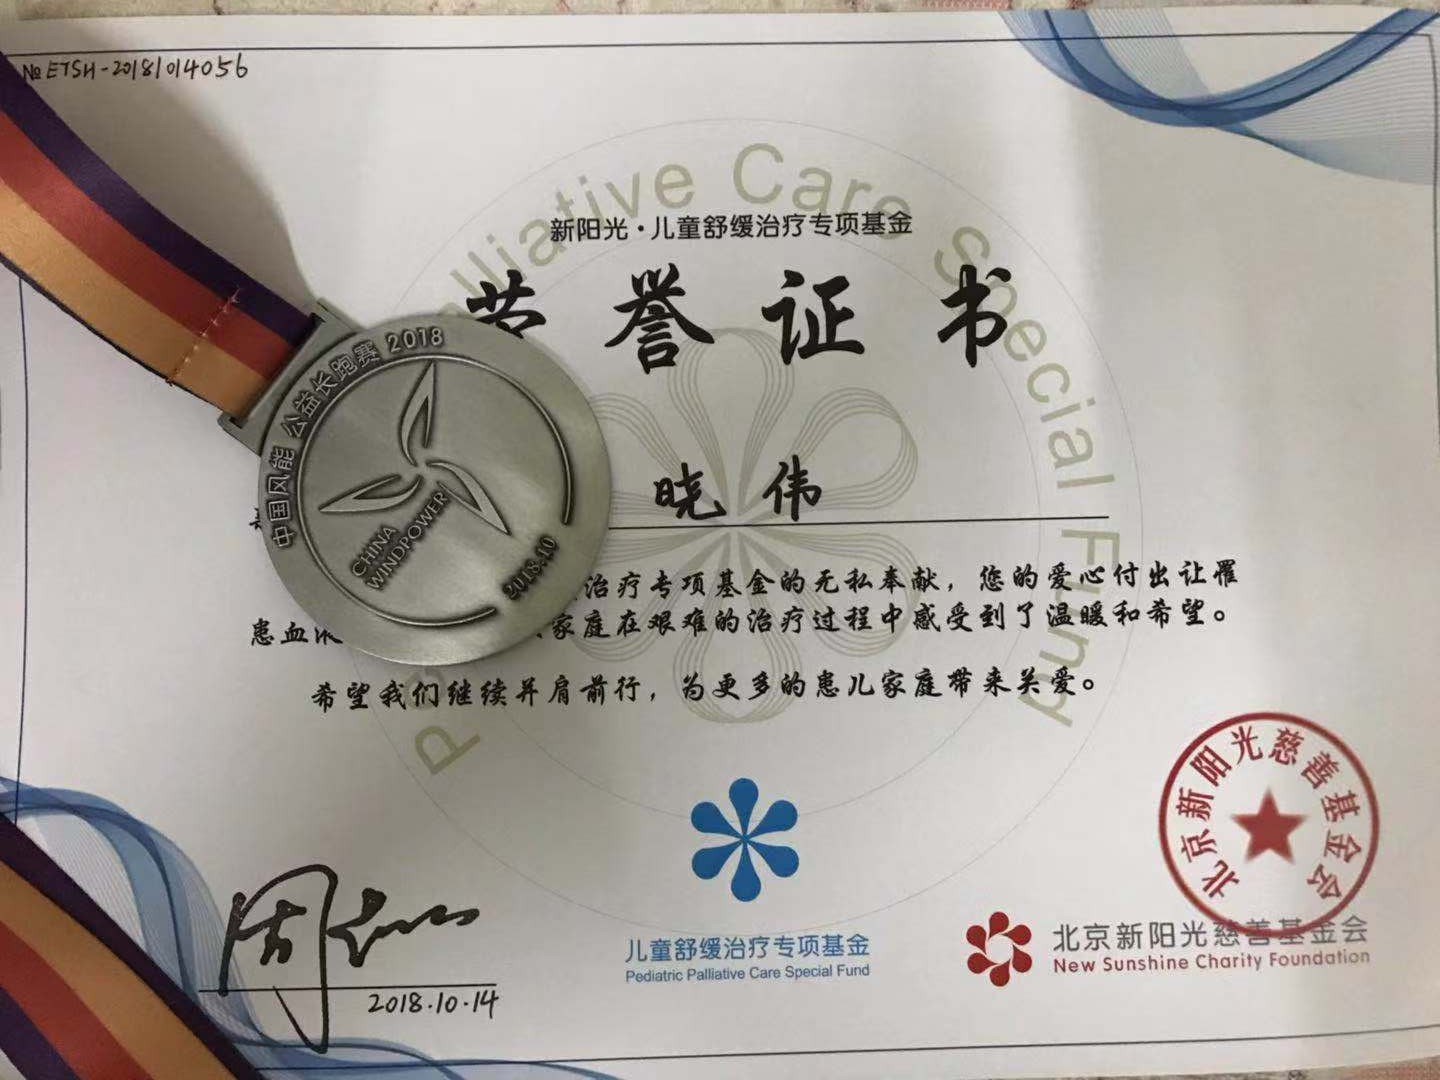 №ETSH-20181014056
Palliative Care Special Fund
新阳光·儿童舒缓治疗专项基金
荣誉证书
中国风能 公益长跑赛 2018
CHINA
WINDPOWER
2018.10
晓伟
治疗专项基金的无私奉献，您的爱心付出让罹
患血液 家庭在艰难的治疗过程中感受到了温暖和希望。
希望我们继续并肩前行，为更多的患儿家庭带来关爱。
北京新阳光慈善基金会
2018.10.14
儿童舒缓治疗专项基金
Pediatric Palliative Care Special Fund
北京新阳光慈善基金会
New Sunshine Charity Foundation